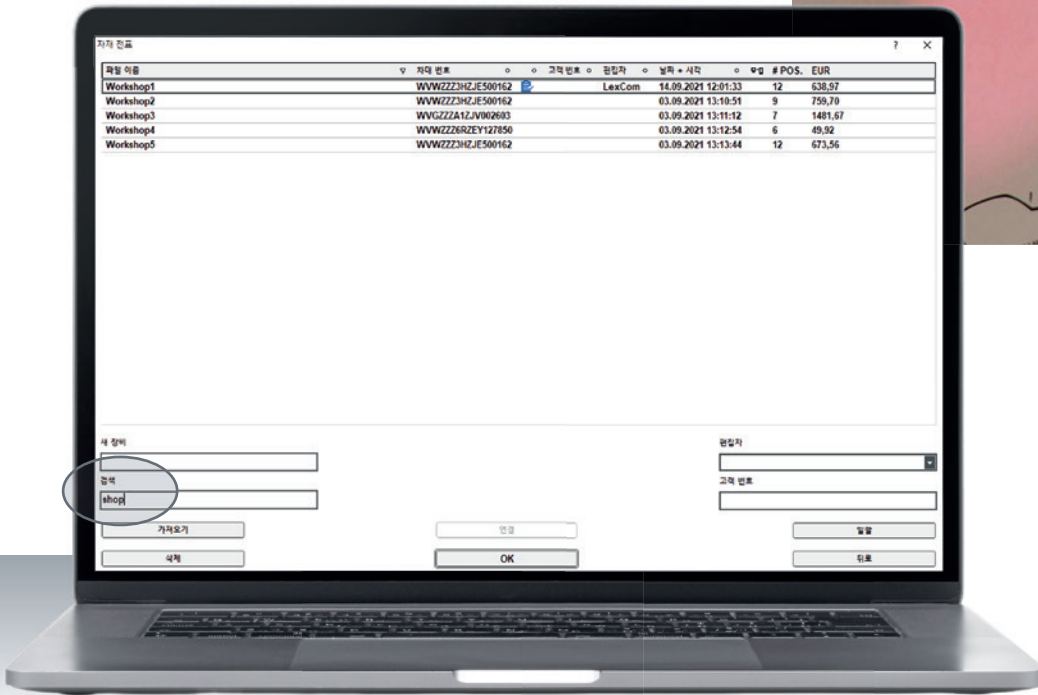 자재 전표 ? ×
파일 이름 차대 번호 고객 번호 편집자 날짜 + 시각 # POS. EUR
Workshop1 WVWZZZ3HZJE500162 LexCom 14.09.2021 12:01:33 12 638,97
Workshop2 WVWZZZ3HZJE500162 03.09.2021 13:10:51 9 759,70
Workshop3 WVGZZZA1ZJV002603 03.09.2021 13:11:12 7 1481,67
Workshop4 WVWZZZ6RZEY127850 03.09.2021 13:12:54 6 49,92
Workshop5 WVWZZZ3HZJE500162 03.09.2021 13:13:44 12 673,56
새 장비 편집자
검색 고객 번호
shop
가져오기 연결
삭제 OK 뒤로